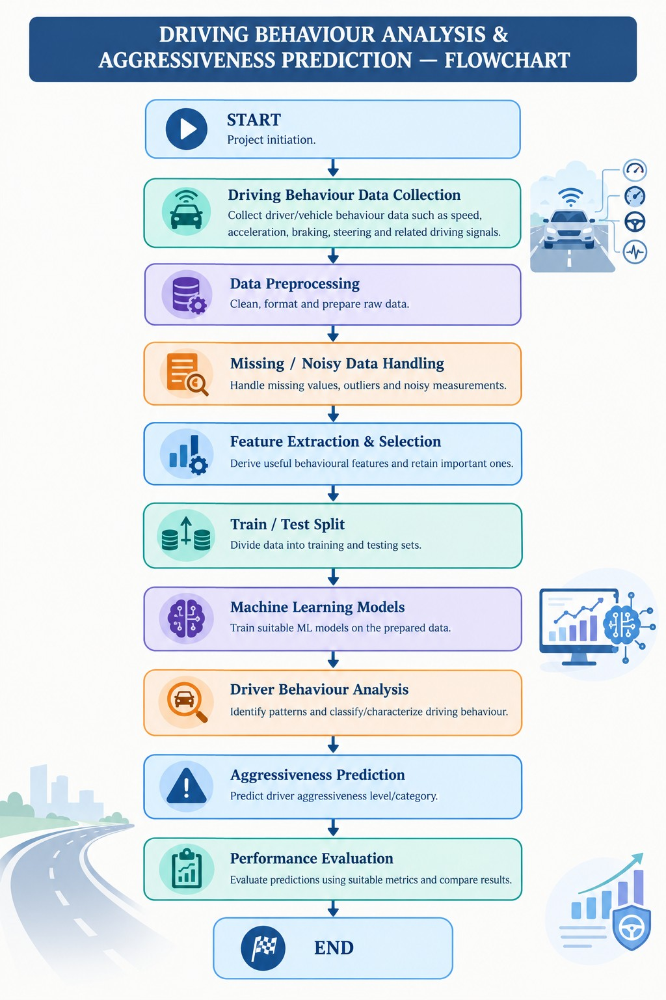 DRIVING BEHAVIOUR ANALYSIS &
AGGRESSIVENESS PREDICTION — FLOWCHART
START
Project initiation.
Driving Behaviour Data Collection
Collect driver/vehicle behaviour data such as speed,
acceleration, braking, steering and related driving signals.
Data Preprocessing
Clean, format and prepare raw data.
Missing / Noisy Data Handling
Handle missing values, outliers and noisy measurements.
Feature Extraction & Selection
Derive useful behavioural features and retain important ones.
Train / Test Split
Divide data into training and testing sets.
Machine Learning Models
Train suitable ML models on the prepared data.
Driver Behaviour Analysis
Identify patterns and classify/characterize driving behaviour.
Aggressiveness Prediction
Predict driver aggressiveness level/category.
Performance Evaluation
Evaluate predictions using suitable metrics and compare results.
END